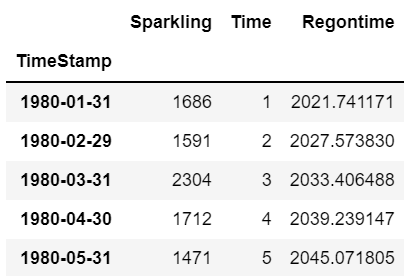 Sparkling Time Regontime
TimeStamp
1980-01-31 1686 1 2021.741171
1980-02-29 1591 2 2027.573830
1980-03-31 2304 3 2033.406488
1980-04-30 1712 4 2039.239147
1980-05-31 1471 5 2045.071805